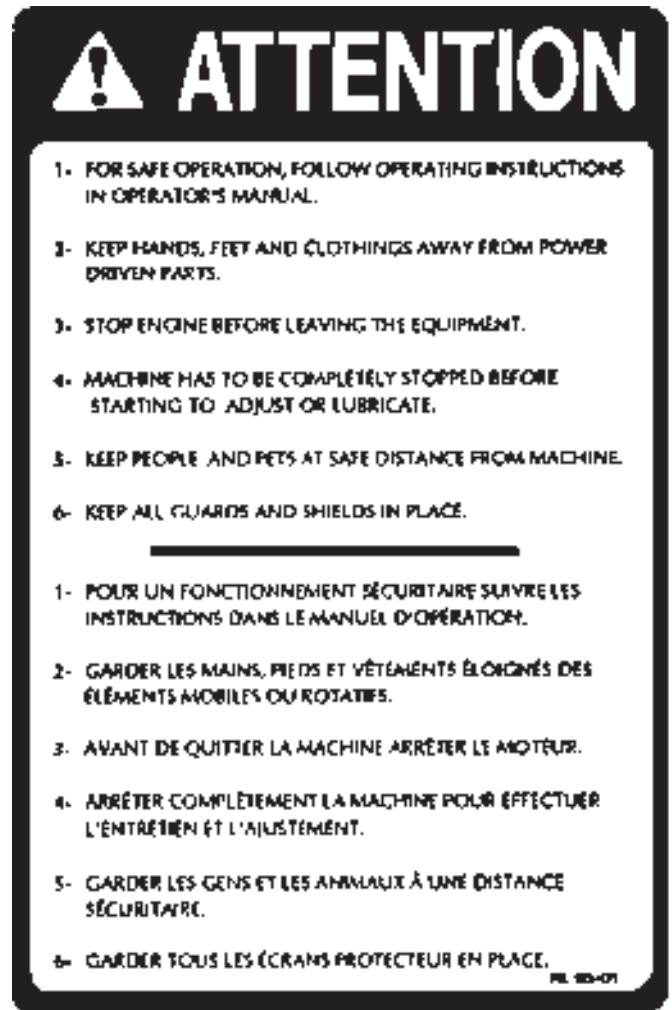 ATTENTION
1- FOR SAFE OPERATION, FOLLOW OPERATING INSTRUCTIONS
IN OPERATOR'S MANUAL.
2- KEEP HANDS, FEET AND CLOTHINGS AWAY FROM POWER
DRIVEN PARTS.
3- STOP ENGINE BEFORE LEAVING THE EQUIPMENT.
4- MACHINE HAS TO BE COMPLETELY STOPPED BEFORE
STARTING TO ADJUST OR LUBRICATE.
5- KEEP PEOPLE AND PETS AT SAFE DISTANCE FROM MACHINE.
6- KEEP ALL GUARDS AND SHIELDS IN PLACE.
1- POUR UN FONCTIONNEMENT SÉCURITAIRE SUIVRE LES
INSTRUCTIONS DANS LE MANUEL D'OPÉRATION.
2- GARDER LES MAINS, PIEDS ET VÊTEMENTS ÉLOIGNÉS DES
ÉLÉMENTS MOBILES OU ROTATIFS.
3- AVANT DE QUITTER LA MACHINE ARRÊTER LE MOTEUR.
4- ARRÊTER COMPLÈTEMENT LA MACHINE POUR EFFECTUER
L'ENTRETIEN ET L'AJUSTEMENT.
5- GARDER LES GENS ET LES ANIMAUX À UNE DISTANCE
SÉCURITAIRE.
6- GARDER TOUS LES ÉCRANS PROTECTEUR EN PLACE.